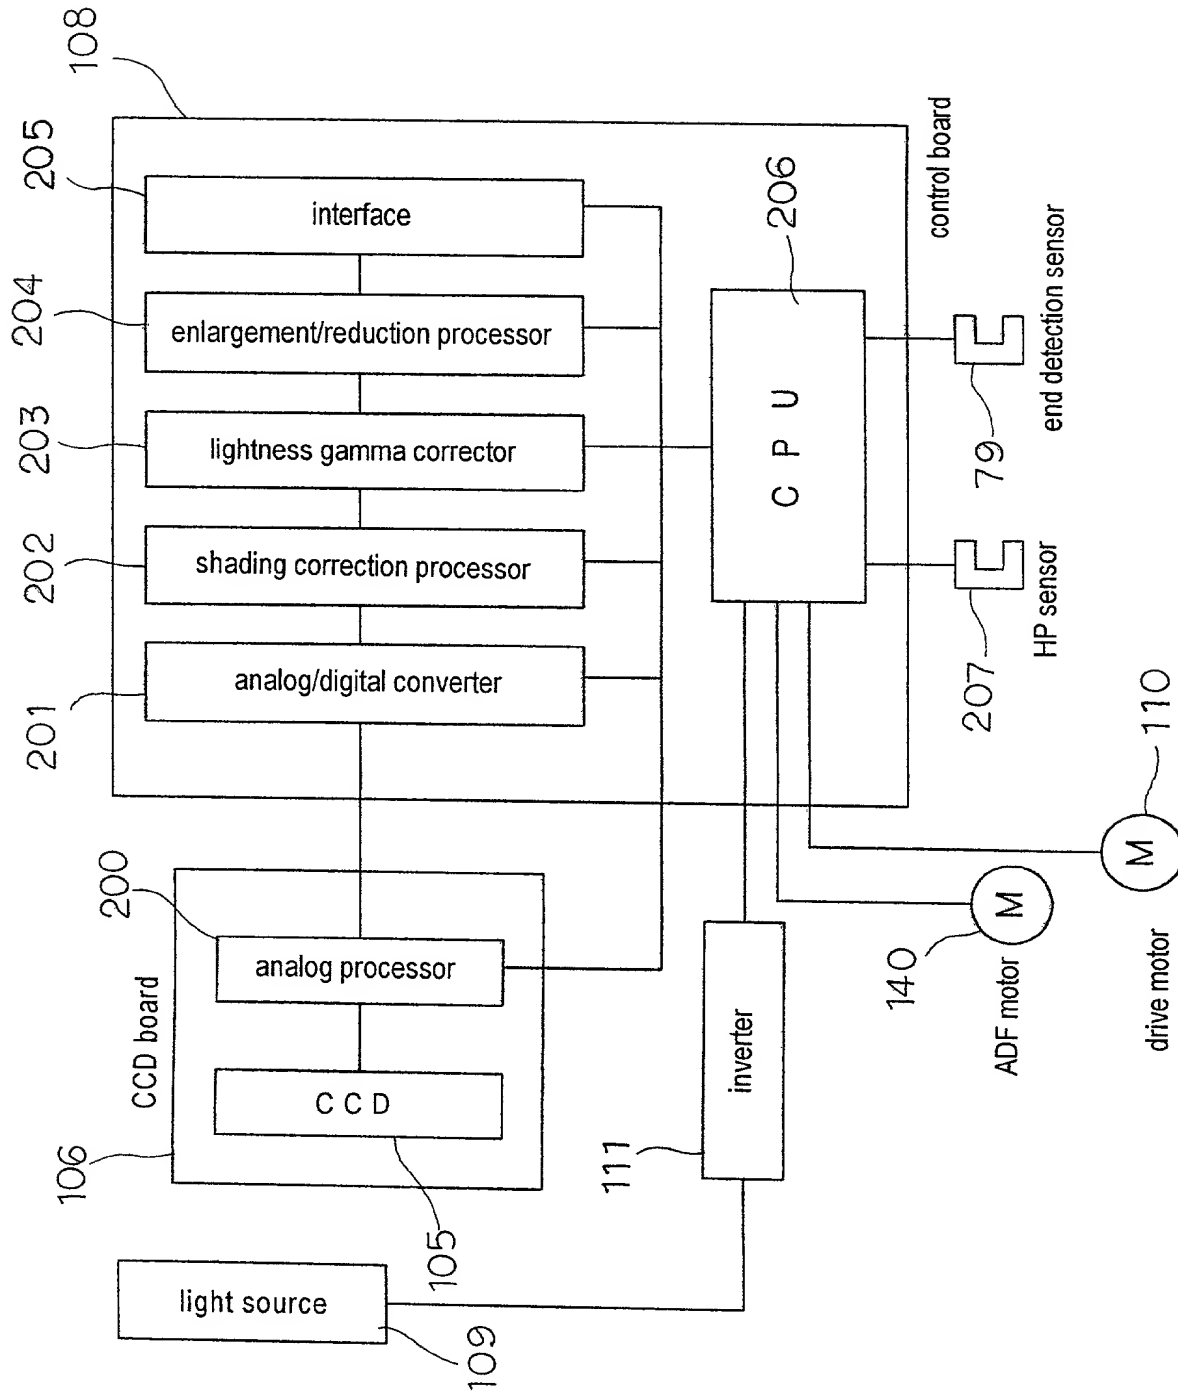 108
205
interface
204
enlargement/reduction processor
203
lightness gamma corrector
202
shading correction processor
201
analog/digital converter
206
C P U
control board
end detection sensor
79
HP sensor
207
110
M
drive motor
M
140
ADF motor
200
analog processor
CCD board
C C D
106
105
inverter
111
light source
109